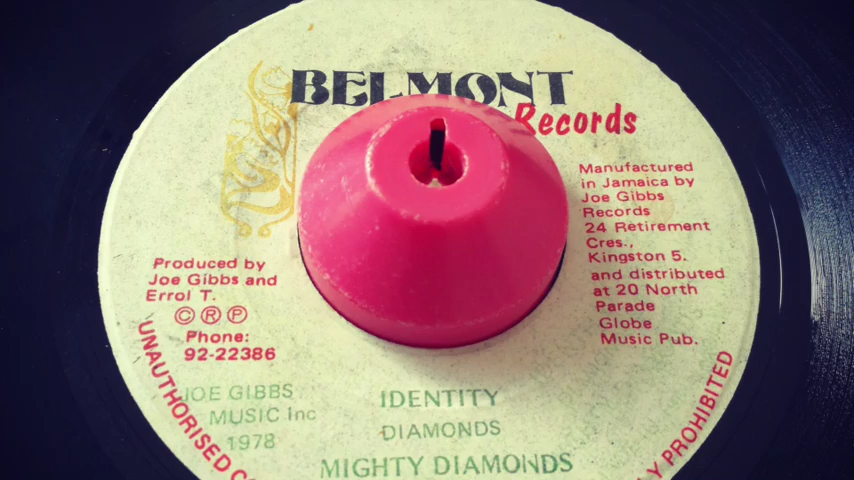 BELMONT
Records
Manufactured
in Jamaica by
Joe Gibbs
Records
24 Retirement
Cres.,
Kingston 5.
and distributed
at 20 North
Parade
Globe
Music Pub.
Produced by
Joe Gibbs and
Errol T.
Ⓒ Ⓡ Ⓟ
Phone:
92-22386
JOE GIBBS
MUSIC Inc
1978
IDENTITY
DIAMONDS
MIGHTY DIAMONDS
UNAUTHORISED
PROHIBITED